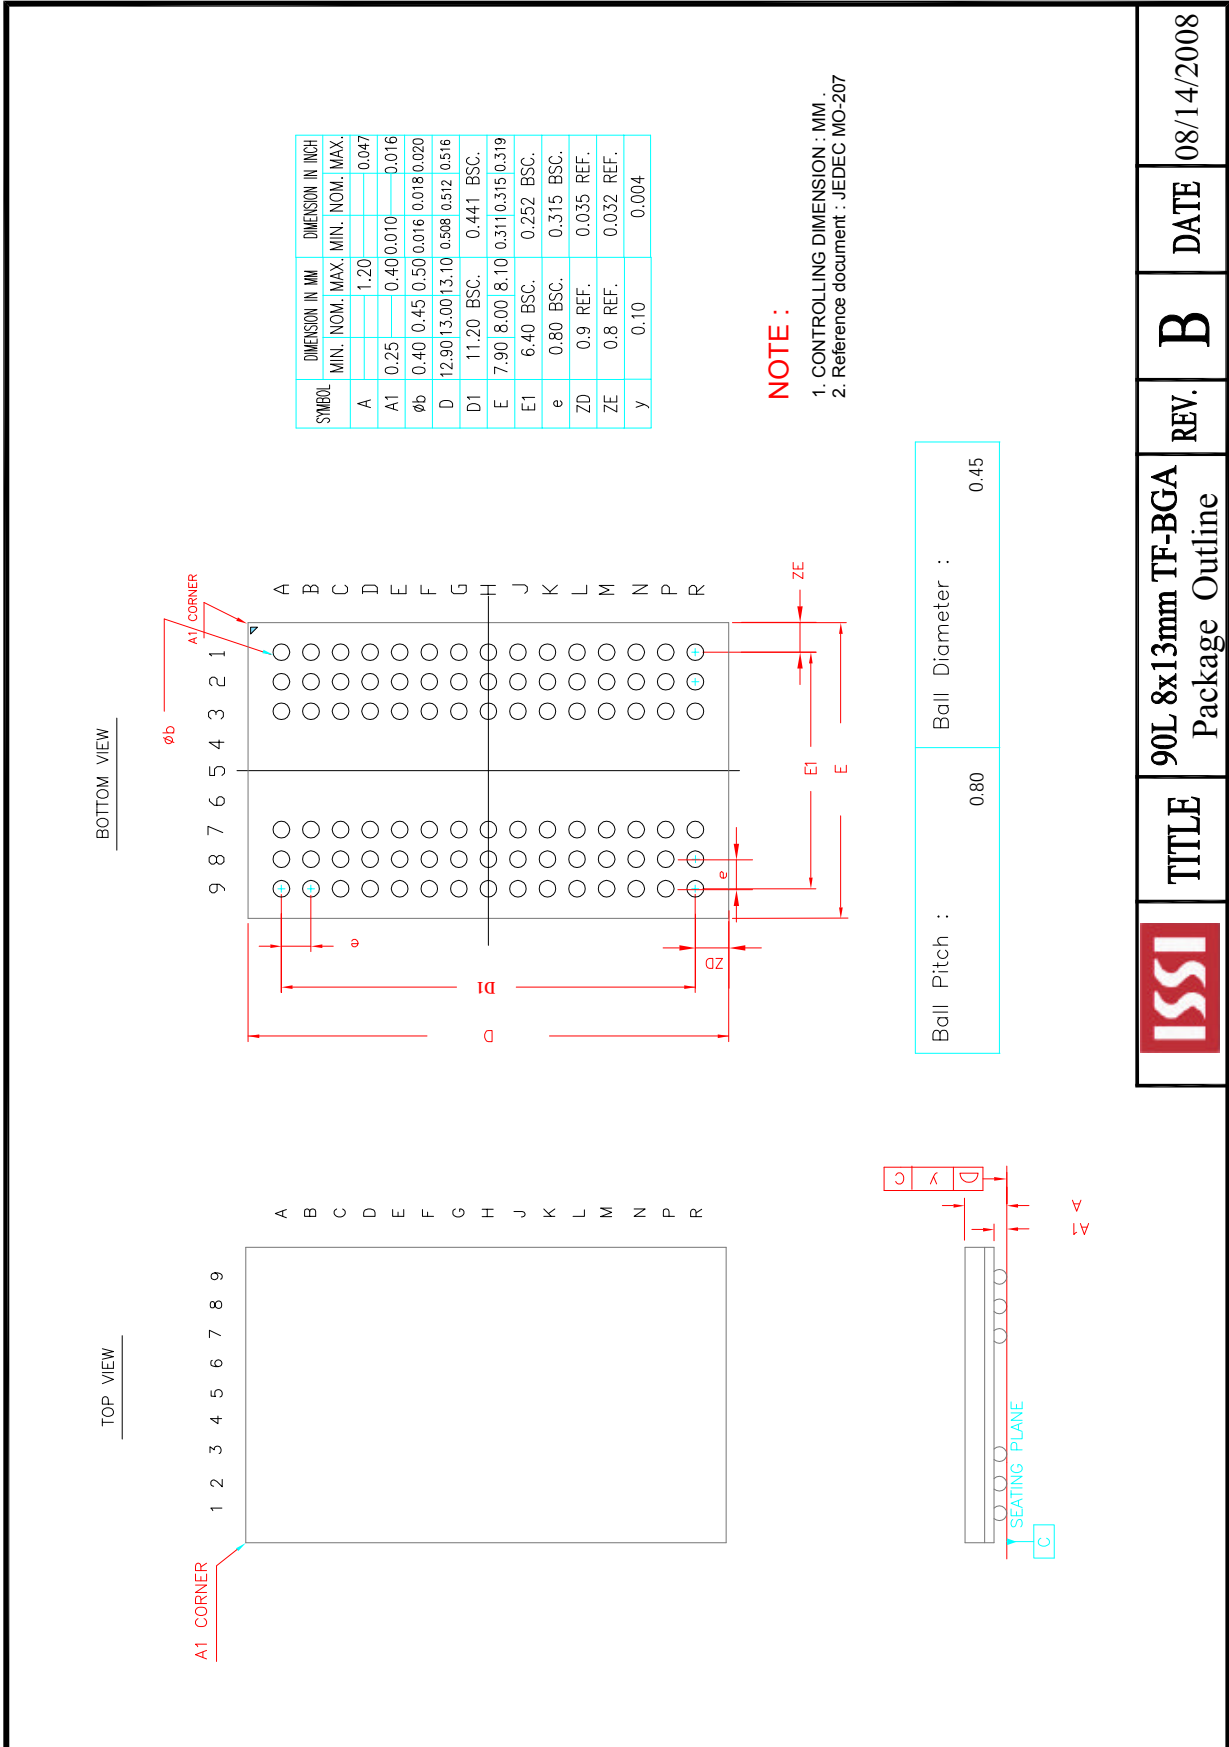 TOP VIEW
A1 CORNER
1 2 3 4 5 6 7 8 9
A
B
C
D
E
F
G
H
J
K
L
M
N
P
R
SEATING PLANE
C
A1
A
y C
BOTTOM VIEW
øb
A1 CORNER
9 8 7 6 5 4 3 2 1
A
B
C
D
E
F
G
H
J
K
L
M
N
P
R
e
D1
D
ZD
e
E1
E
ZE
SYMBOL DIMENSION IN MM DIMENSION IN INCH
MIN. NOM. MAX. MIN. NOM. MAX.
A 1.20 0.047
A1 0.25 0.40 0.010 0.016
øb 0.40 0.45 0.50 0.016 0.018 0.020
D 12.90 13.00 13.10 0.508 0.512 0.516
D1 11.20 BSC. 0.441 BSC.
E 7.90 8.00 8.10 0.311 0.315 0.319
E1 6.40 BSC. 0.252 BSC.
e 0.80 BSC. 0.315 BSC.
ZD 0.9 REF. 0.035 REF.
ZE 0.8 REF. 0.032 REF.
y 0.10 0.004
NOTE :
1. CONTROLLING DIMENSION : MM .
2. Reference document : JEDEC MO-207
Ball Pitch : 0.80
Ball Diameter : 0.45
ISSI
TITLE
90L 8x13mm TF-BGA
Package Outline
REV. B
DATE 08/14/2008